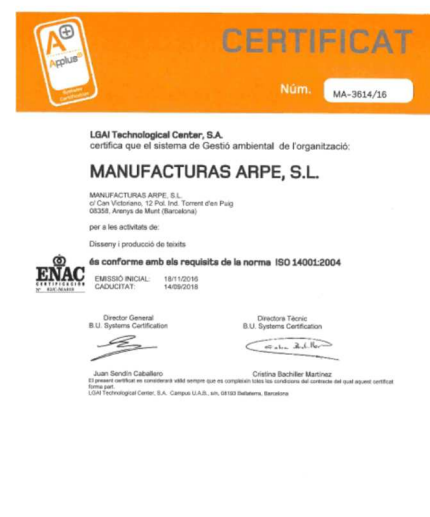 CERTIFICAT
A+
Applus⊕
System
Certification
Núm.
MA-3614/16
LGAI Technological Center, S.A.
certifica que el sistema de Gestió ambiental de l'organització:
MANUFACTURAS ARPE, S.L.
MANUFACTURAS ARPE, S.L.
c/ Can Victoriano, 12 Pol. Ind. Torrent d'en Puig
08358, Arenys de Munt (Barcelona)
per a les activitats de:
Disseny i producció de teixits
és conforme amb els requisits de la norma ISO 14001:2004
ENAC
CERTIFICACIÓN
EMISSIÓ INICIAL: 18/11/2016
CADUCITAT: 14/09/2018
Director General
B.U. Systems Certification
Directora Tècnic
B.U. Systems Certification
Juan Sendín Caballero
Cristina Bachiller Martínez
El present certificat es considerarà vàlid sempre que es compleixin totes les condicions del contracte del qual aquest certificat
forma part.
LGAI Technological Center, S.A. Campus U.A.B., s/n, 08193 Bellaterra, Barcelona